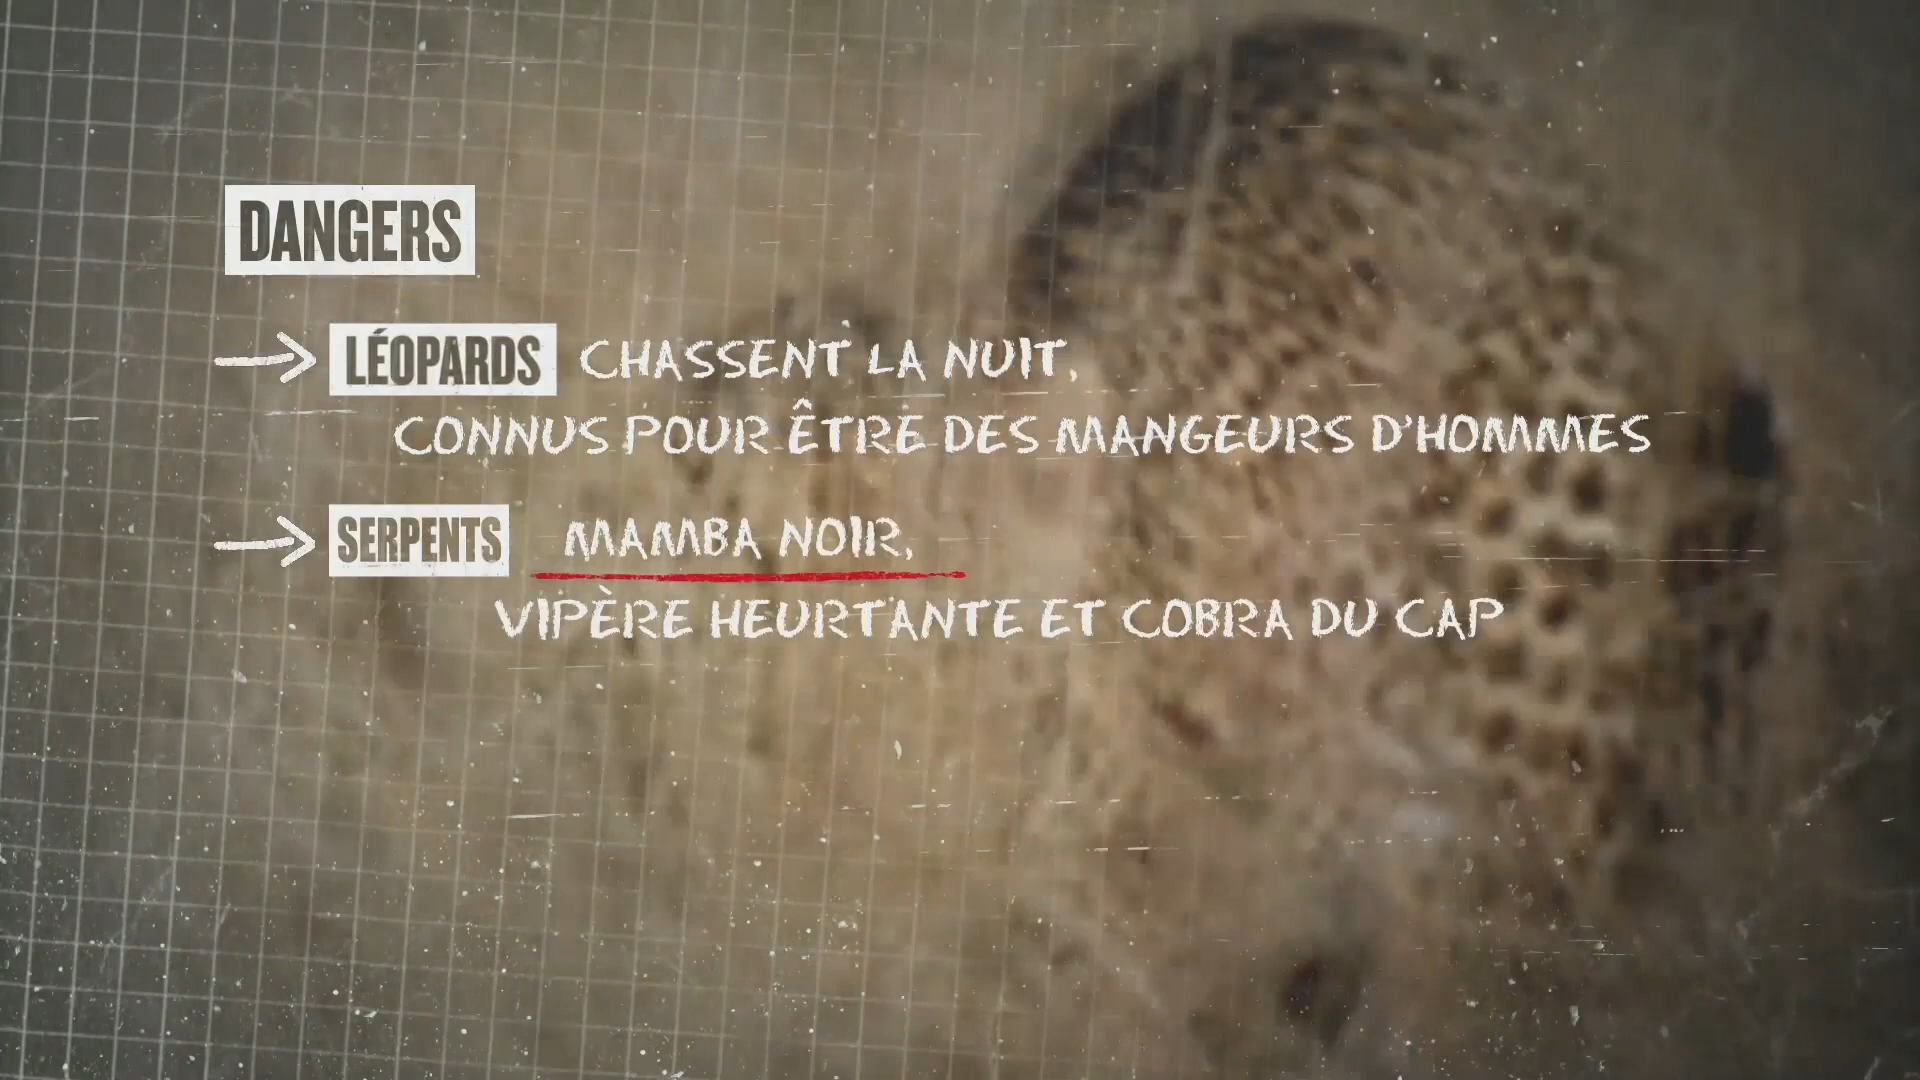 DANGERS
LÉOPARDS CHASSENT LA NUIT,
CONNUS POUR ÊTRE DES MANGEURS D'HOMMES
SERPENTS MAMBA NOIR,
VIPÈRE HEURTANTE ET COBRA DU CAP